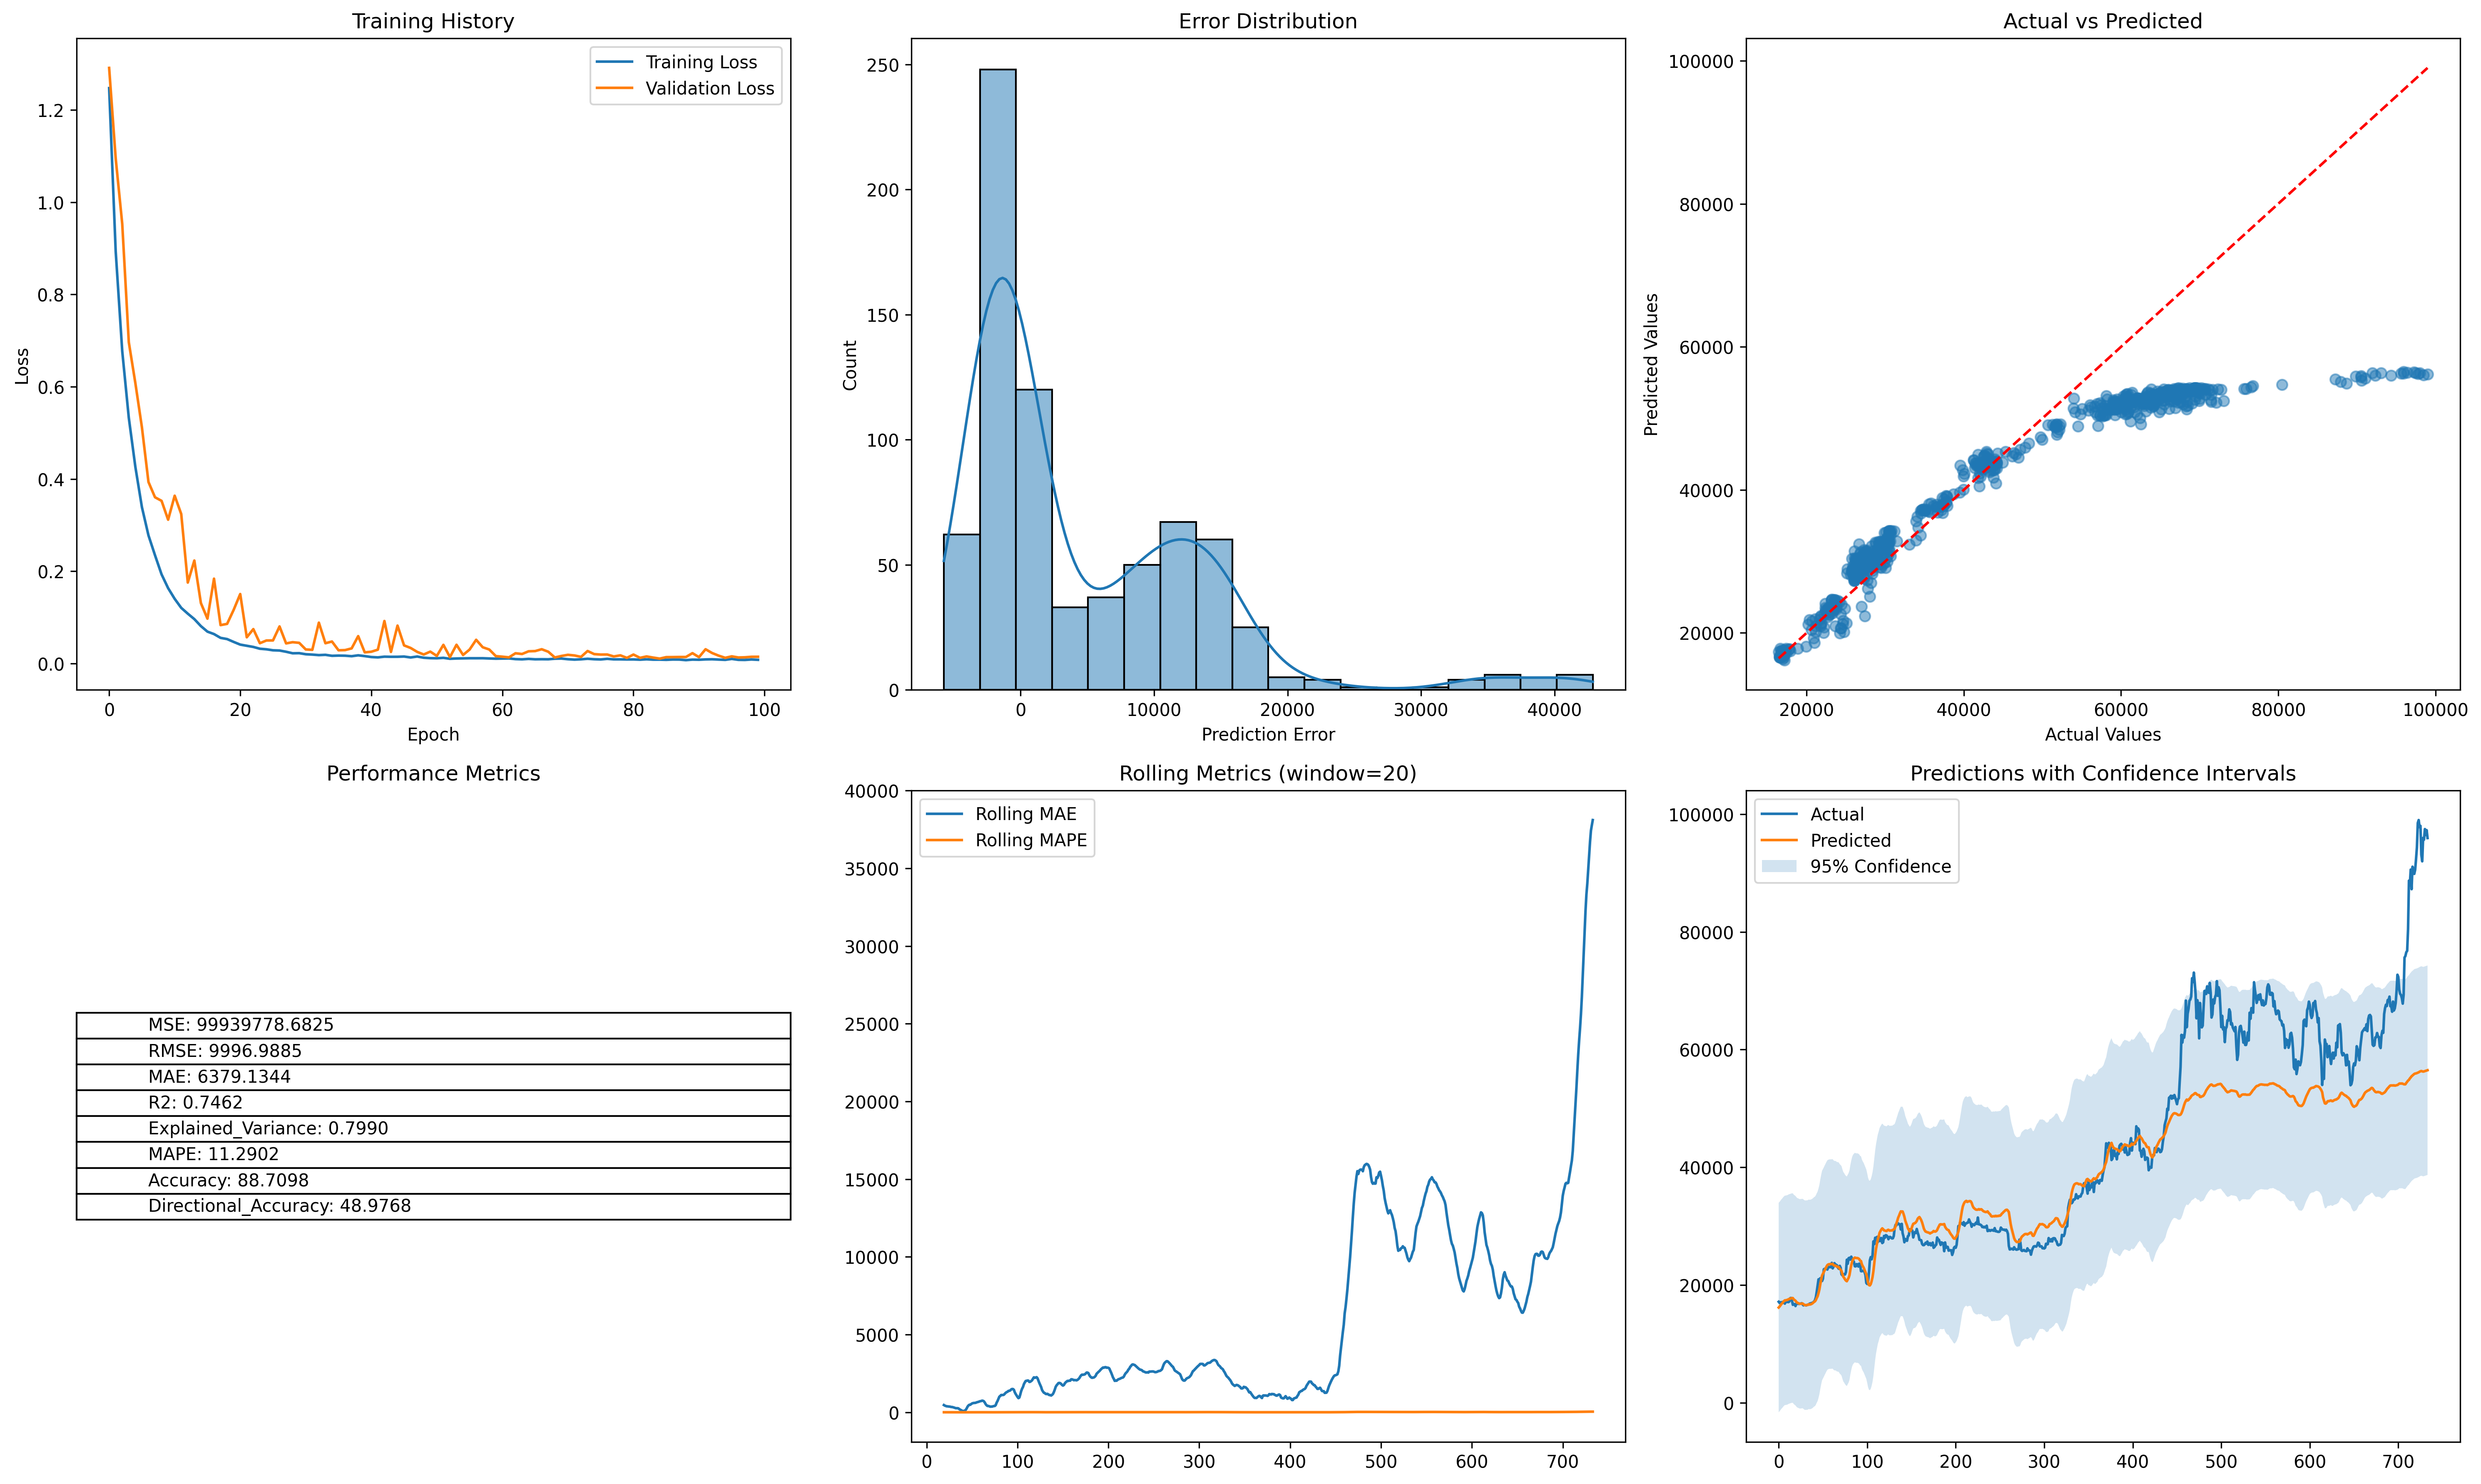 Training History
Training Loss
Validation Loss
1.2
1.0
0.8
0.6
0.4
0.2
0.0
Loss
0 20 40 60 80 100
Epoch
Error Distribution
250
200
150
100
50
0
Count
0 10000 20000 30000 40000
Prediction Error
Actual vs Predicted
100000
80000
60000
40000
20000
Predicted Values
20000 40000 60000 80000 100000
Actual Values
Performance Metrics
MSE: 99939778.6825
RMSE: 9996.9885
MAE: 6379.1344
R2: 0.7462
Explained_Variance: 0.7990
MAPE: 11.2902
Accuracy: 88.7098
Directional_Accuracy: 48.9768
Rolling Metrics (window=20)
Rolling MAE
Rolling MAPE
40000
35000
30000
25000
20000
15000
10000
5000
0
0 100 200 300 400 500 600 700
Predictions with Confidence Intervals
Actual
Predicted
95% Confidence
100000
80000
60000
40000
20000
0
0 100 200 300 400 500 600 700